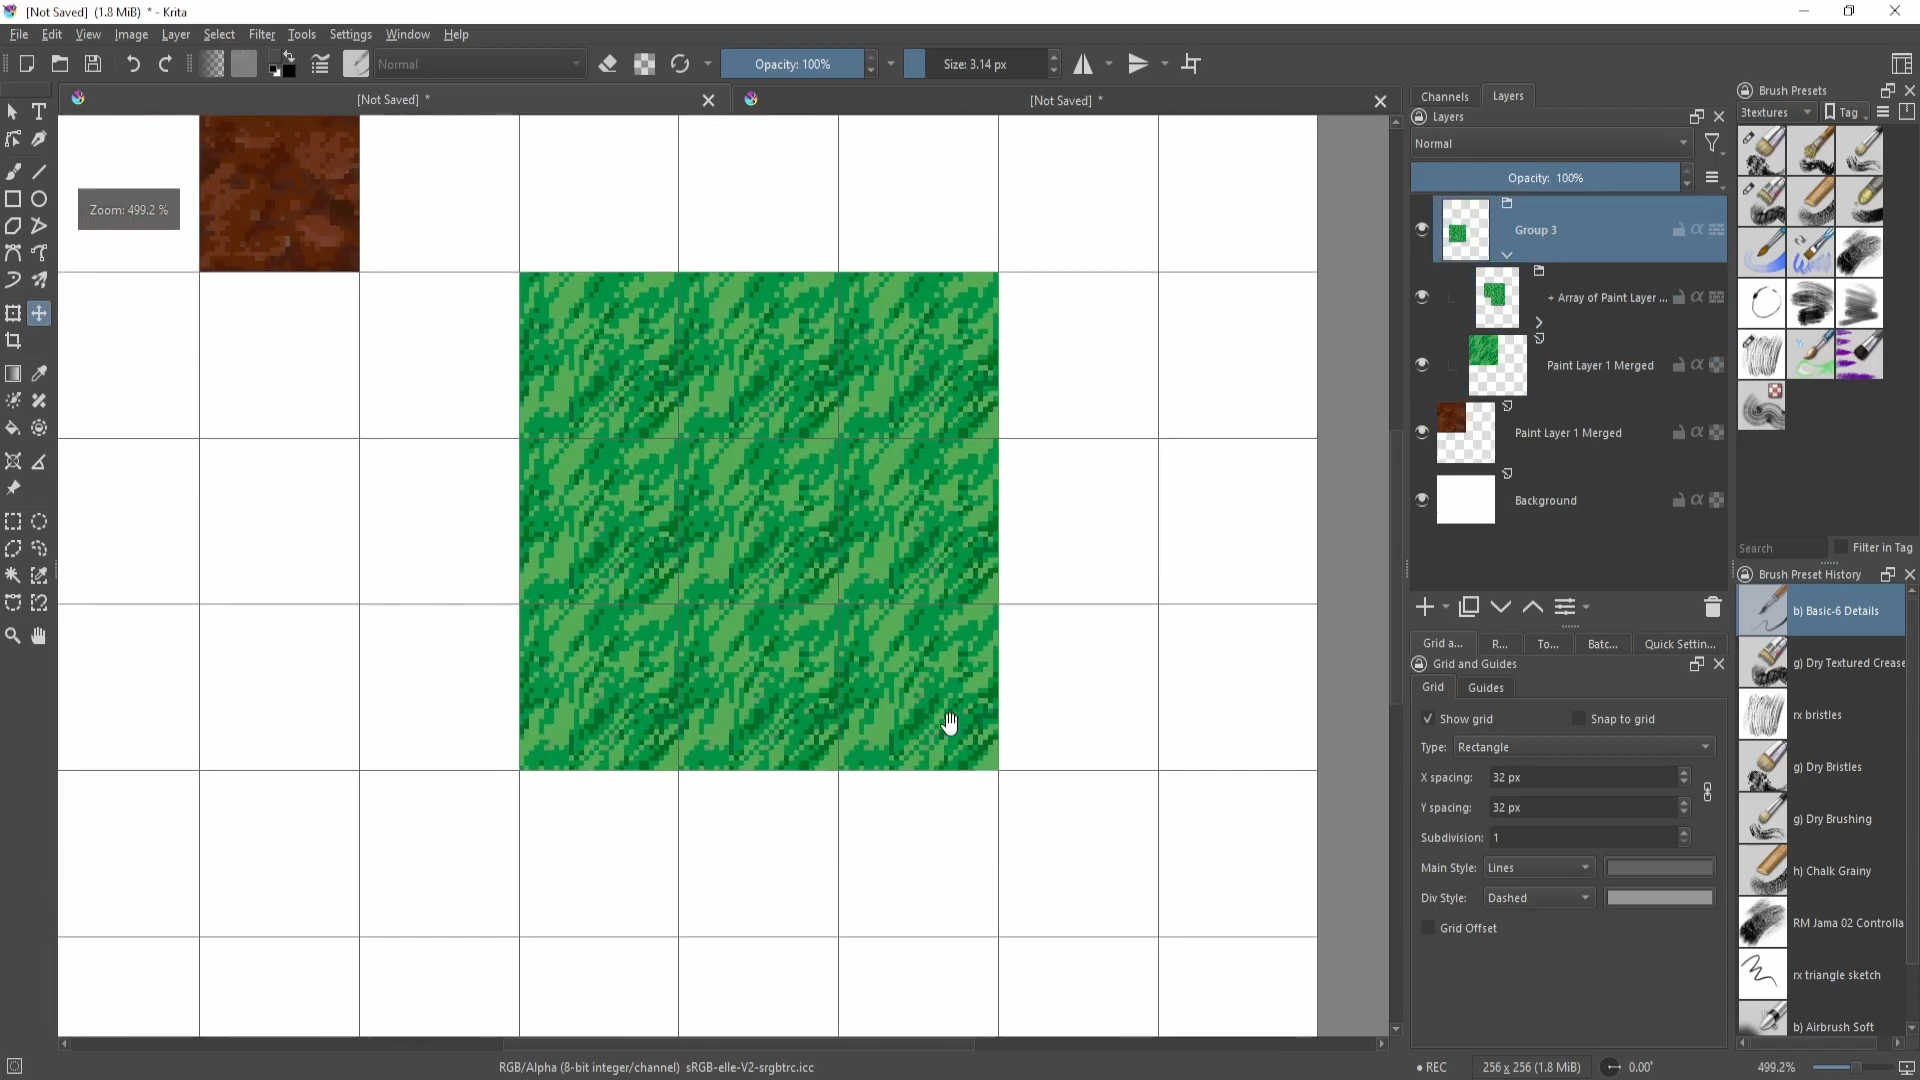 [Not Saved] (1.8 MiB) * - Krita
File Edit View Image Layer Select Filter Tools Settings Window Help
Normal
Opacity: 100%
Size: 3.14 px
[Not Saved] *
[Not Saved] *
Zoom: 499.2 %
Channels Layers
Layers
Normal
Opacity: 100%
Group 3
+ Array of Paint Layer ...
Paint Layer 1 Merged
Paint Layer 1 Merged
Background
Grid a... R... To... Batc... Quick Settin...
Grid and Guides
Grid Guides
Show grid Snap to grid
Type: Rectangle
X spacing: 32 px
Y spacing: 32 px
Subdivision: 1
Main Style: Lines
Div Style: Dashed
Grid Offset
Brush Presets
3textures Tag
Search Filter in Tag
Brush Preset History
b) Basic-6 Details
g) Dry Textured Crease
rx bristles
g) Dry Bristles
g) Dry Brushing
h) Chalk Grainy
RM Jama 02 Controlla
rx triangle sketch
b) Airbrush Soft
RGB/Alpha (8-bit integer/channel) sRGB-elle-V2-srgbtrc.icc
REC
256 x 256 (1.8 MiB)
0.00°
499.2%